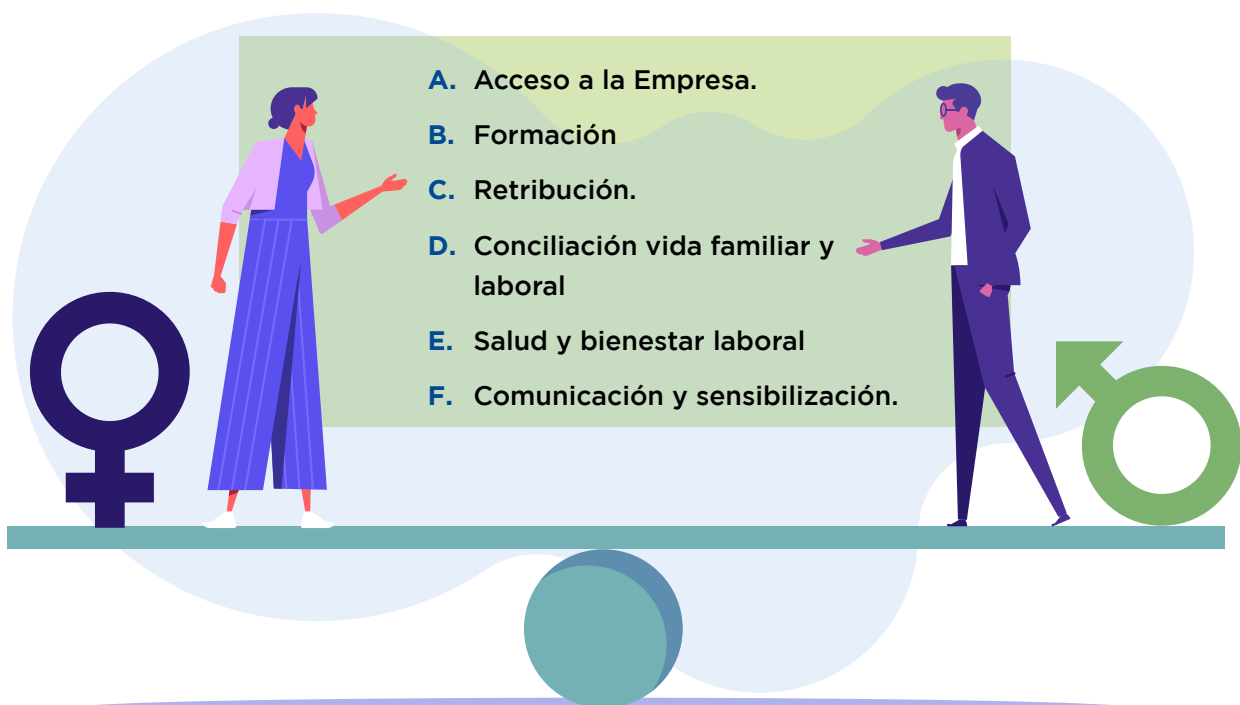 A. Acceso a la Empresa.
B. Formación
C. Retribución.
D. Conciliación vida familiar y
laboral
E. Salud y bienestar laboral
F. Comunicación y sensibilización.